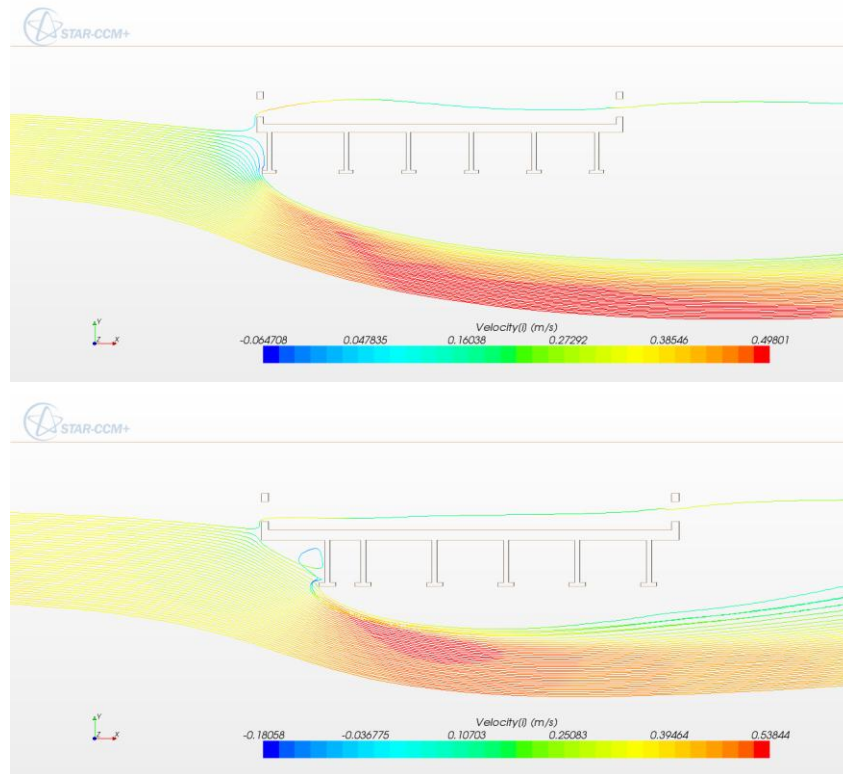 STAR-CCM+
Y
Z
X
Velocity[i] (m/s)
-0.064708 0.047835 0.16038 0.27292 0.38546 0.49801
STAR-CCM+
Y
Z
X
Velocity[i] (m/s)
-0.18058 -0.036775 0.10703 0.25083 0.39464 0.53844